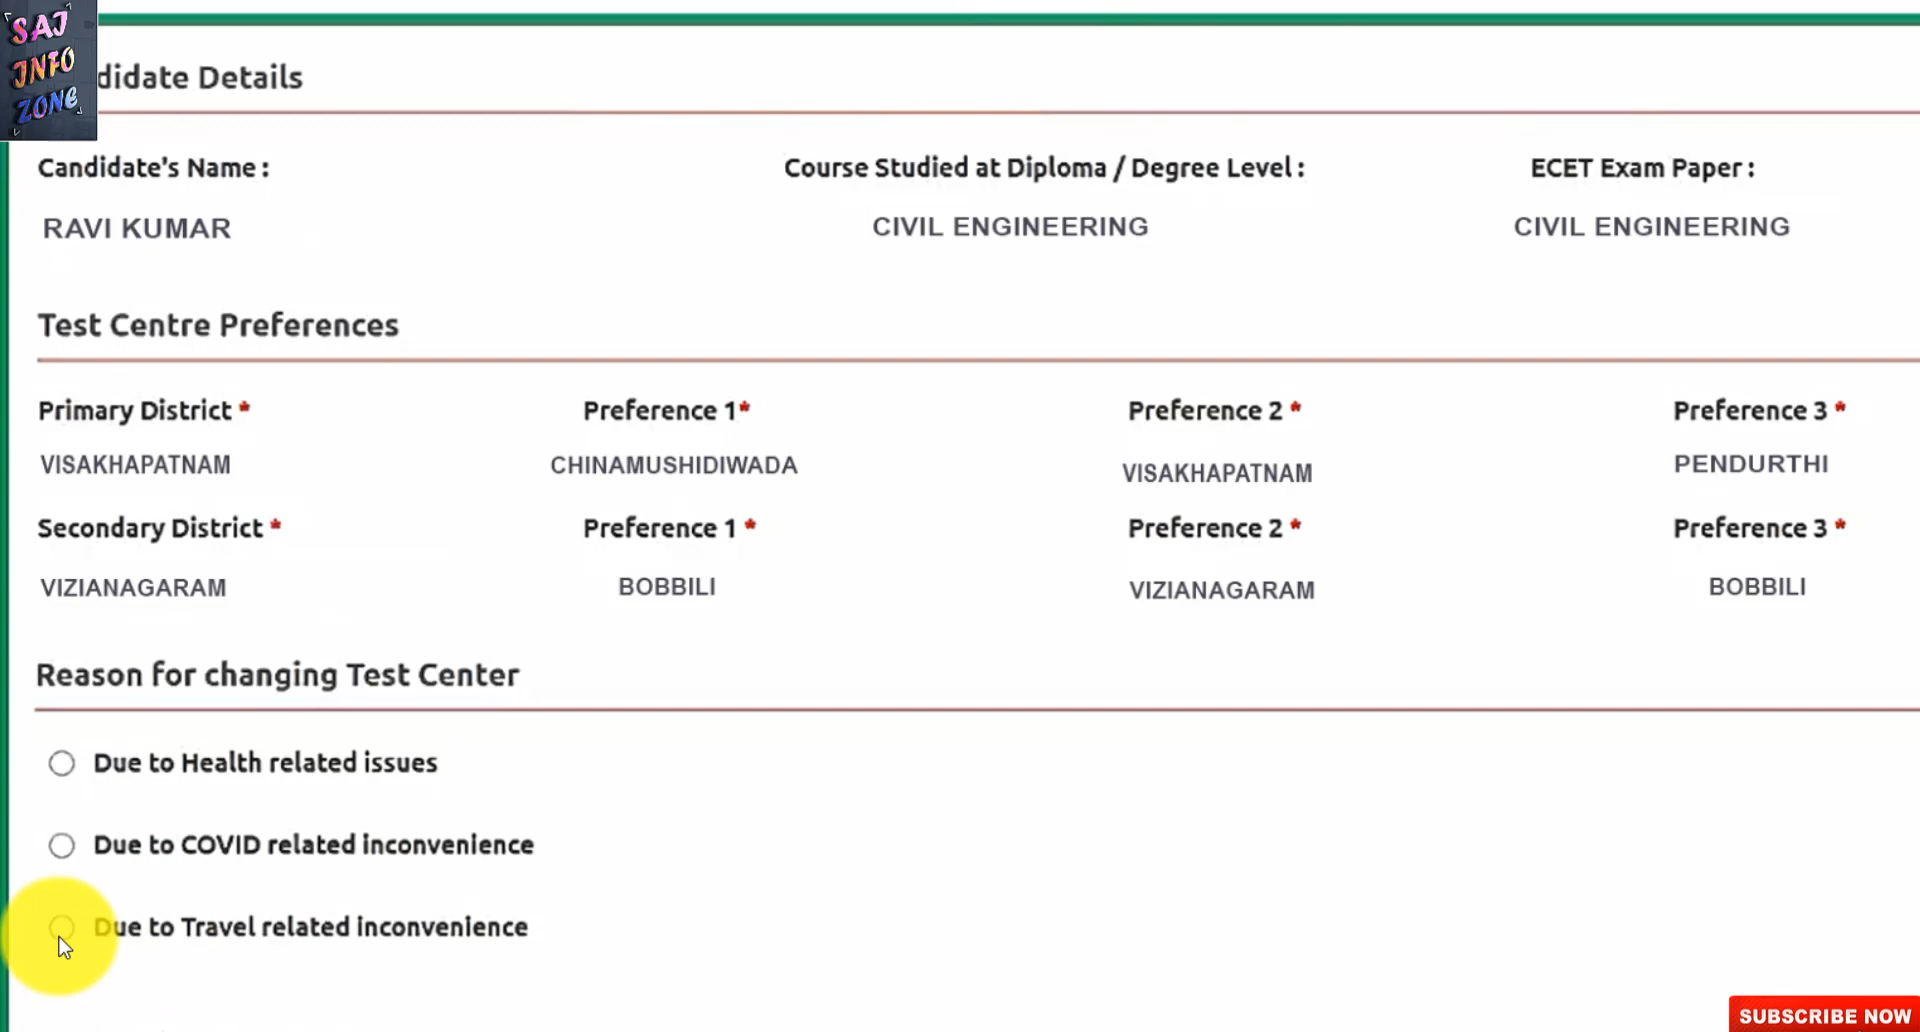 SAJ
INFO
ZONE
didate Details
Candidate's Name : Course Studied at Diploma / Degree Level : ECET Exam Paper :
RAVI KUMAR CIVIL ENGINEERING CIVIL ENGINEERING
Test Centre Preferences
Primary District * Preference 1* Preference 2 * Preference 3 *
VISAKHAPATNAM CHINAMUSHIDIWADA VISAKHAPATNAM PENDURTHI
Secondary District * Preference 1 * Preference 2 * Preference 3 *
VIZIANAGARAM BOBBILI VIZIANAGARAM BOBBILI
Reason for changing Test Center
Due to Health related issues
Due to COVID related inconvenience
Due to Travel related inconvenience
SUBSCRIBE NOW